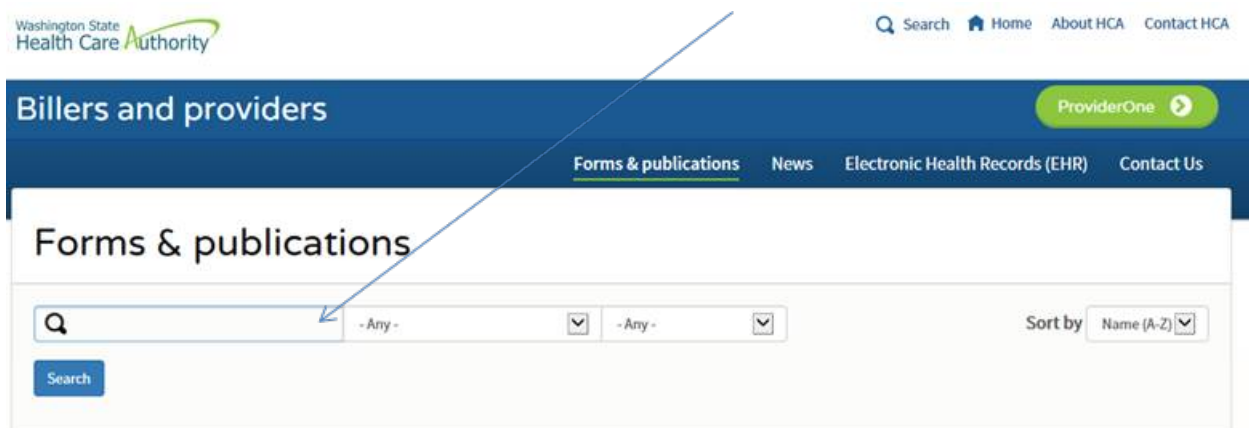 Washington State
Health Care Authority
Search Home About HCA Contact HCA
Billers and providers
ProviderOne
Forms & publications News Electronic Health Records (EHR) Contact Us
Forms & publications
- Any - - Any - Sort by Name (A-Z)
Search